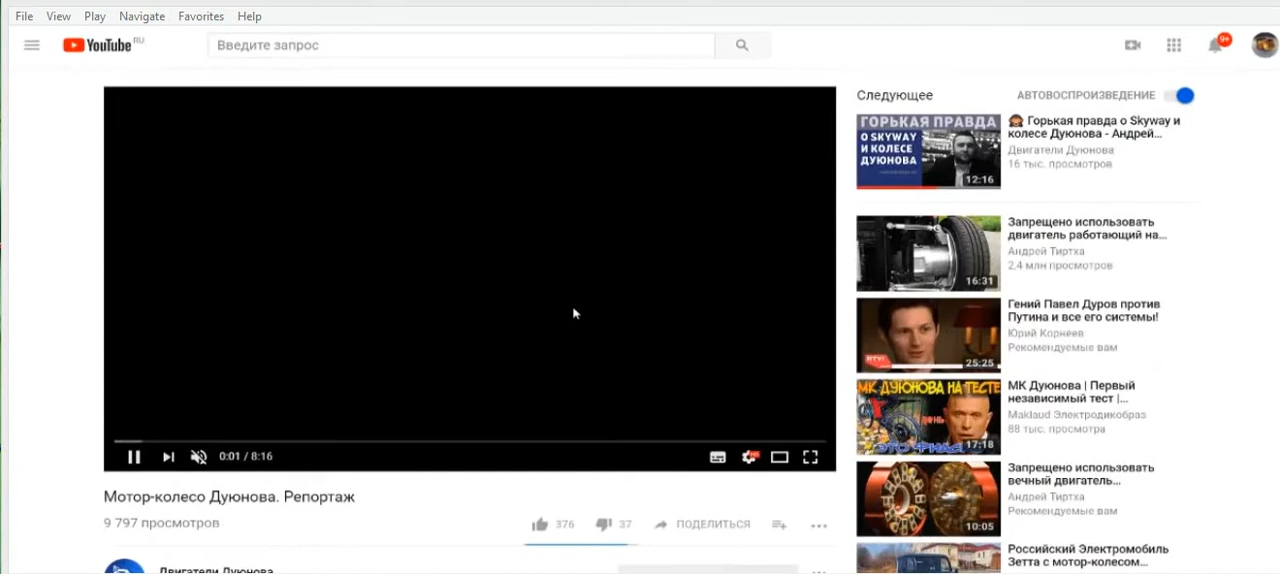 File View Play Navigate Favorites Help
YouTube RU
Введите запрос
9+
Следующее
АВТОВОСПРОИЗВЕДЕНИЕ
ГОРЬКАЯ ПРАВДА
О SKYWAY
И КОЛЕСЕ
ДУЮНОВА
12:16
Горькая правда о Skyway и
колесе Дуюнова - Андрей...
Двигатели Дуюнова
16 тыс. просмотров
16:31
Запрещено использовать
двигатель работающий на...
Андрей Тиртха
2,4 млн просмотров
25:25
Гений Павел Дуров против
Путина и все его системы!
Юрий Корнеев
Рекомендуемые вам
МК ДУЮНОВА НА ТЕСТЕ
17:18
МК Дуюнова | Первый
независимый тест |...
Maklaud Электродикобраз
88 тыс. просмотра
10:05
Запрещено использовать
вечный двигатель...
Андрей Тиртха
Рекомендуемые вам
Российский Электромобиль
Зетта с мотор-колесом...
0:01 / 8:16
Мотор-колесо Дуюнова. Репортаж
9 797 просмотров
376
37
ПОДЕЛИТЬСЯ
Двигатели Дуюнова